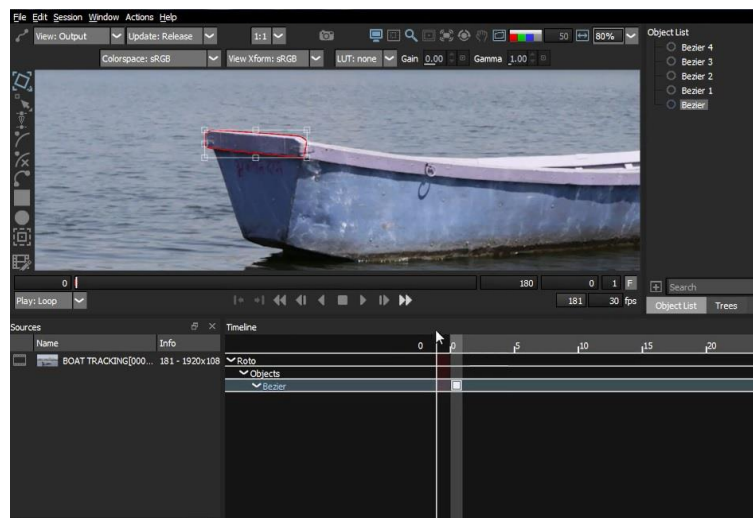 File Edit Session Window Actions Help
View: Output Update: Release 1:1 50 80%
Colorspace: sRGB View Xform: sRGB LUT: none Gain 0.00 Gamma 1.00
Object List
Bezier 4
Bezier 3
Bezier 2
Bezier 1
Bezier
0 180 0 1 F
Play: Loop 181 30 fps
Search
Object List Trees
Sources
Name Info
BOAT TRACKING[000... 181 - 1920x108
Timeline
0 0 5 10 15 20
Roto
Objects
Bezier